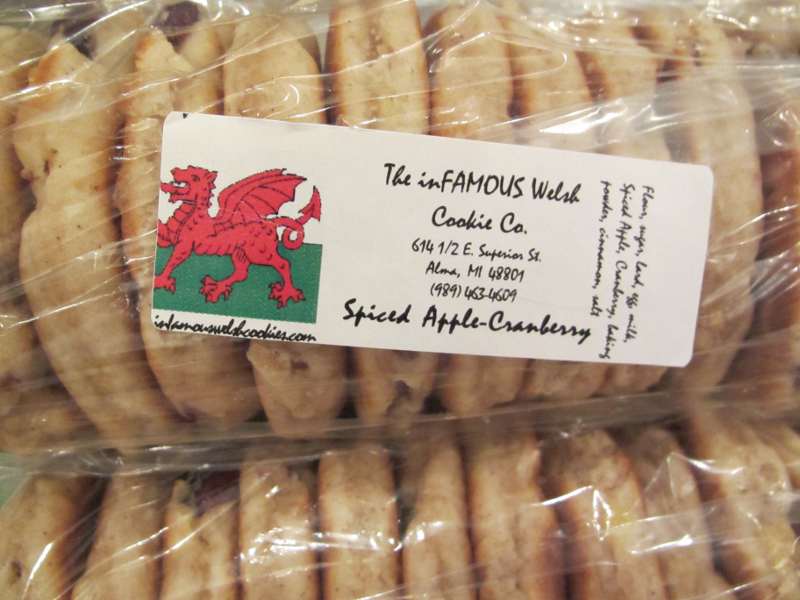 The inFAMOUS Welsh
Cookie Co.
614 1/2 E. Superior St.
Alma, MI 48801
(989) 463-4609
Spiced Apple-Cranberry
infamouswelshcookies.com
Flour, sugar, lard, egg, milk,
Spiced Apple, Cranberry, baking
powder, cinnamon, salt